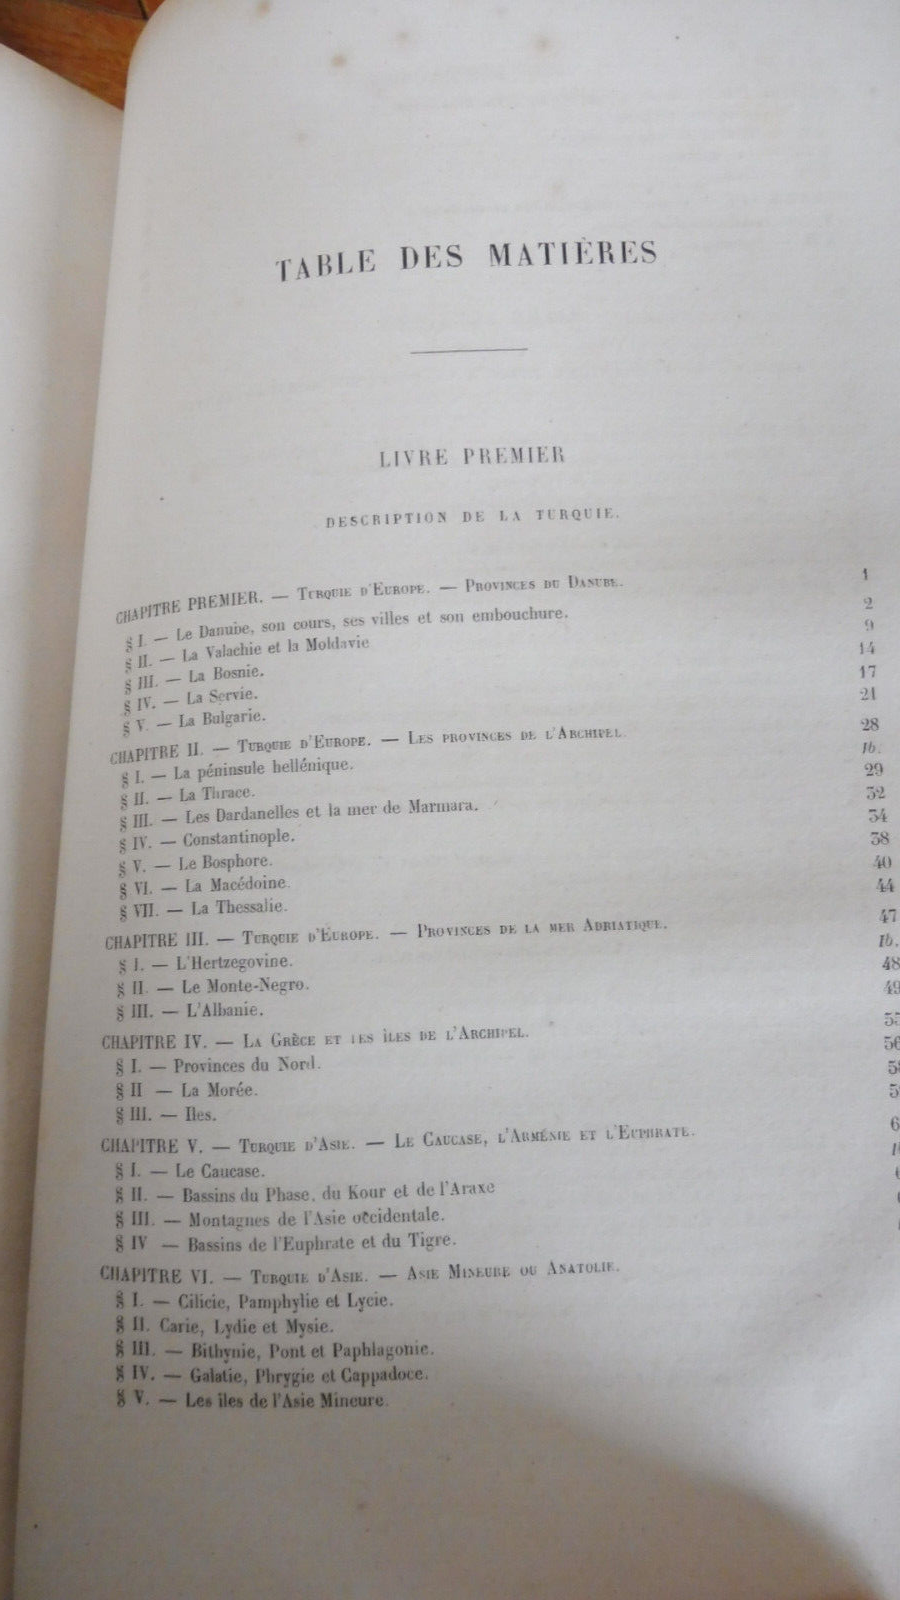 TABLE DES MATIÈRES
LIVRE PREMIER
DESCRIPTION DE LA TURQUIE.
CHAPITRE PREMIER. — TURQUIE D'EUROPE. — PROVINCES DU DANUBE. 1
§ I. — Le Danube, son cours, ses villes et son embouchure. 2
§ II. — La Valachie et la Moldavie 9
§ III. — La Bosnie. 14
§ IV. — La Servie. 17
§ V. — La Bulgarie. 21
CHAPITRE II. — TURQUIE D'EUROPE. — LES PROVINCES DE L'ARCHIPEL. 28
§ I. — La péninsule hellénique. Ib.
§ II. — La Thrace. 29
§ III. — Les Dardanelles et la mer de Marmara. 32
§ IV. — Constantinople. 34
§ V. — Le Bosphore. 38
§ VI. — La Macédoine. 40
§ VII. — La Thessalie. 44
CHAPITRE III. — TURQUIE D'EUROPE. — PROVINCES DE LA MER ADRIATIQUE. 47
§ I. — L'Hertzegovine. Ib.
§ II — Le Monte-Negro. 48
§ III. — L'Albanie. 49
CHAPITRE IV. — LA GRÈCE ET LES ÎLES DE L'ARCHIPEL. 55
§ I. — Provinces du Nord. 56
§ II — La Morée.
§ III. — Iles.
CHAPITRE V. — TURQUIE D'ASIE. — LE CAUCASE, L'ARMÉNIE ET L'EUPHRATE.
§ I. — Le Caucase.
§ II. — Bassins du Phase, du Kour et de l'Araxe
§ III. — Montagnes de l'Asie occidentale.
§ IV — Bassins de l'Euphrate et du Tigre.
CHAPITRE VI. — TURQUIE D'ASIE. — ASIE MINEURE OU ANATOLIE.
§ I. — Cilicie, Pamphylie et Lycie.
§ II. Carie, Lydie et Mysie.
§ III. — Bithynie, Pont et Paphlagonie.
§ IV. — Galatie, Phrygie et Cappadoce.
§ V. — Les îles de l'Asie Mineure.